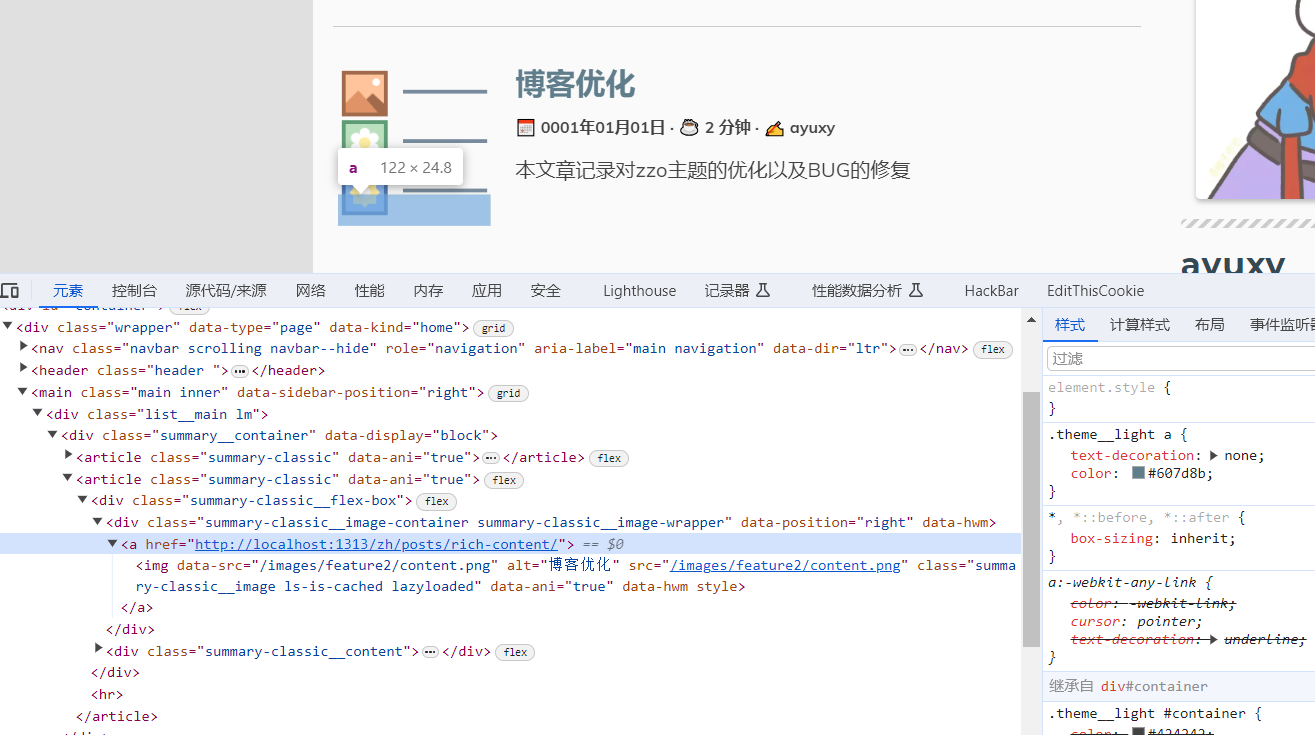 博客优化
0001年01月01日 · 2 分钟 · ayuxy
本文章记录对zzo主题的优化以及BUG的修复
a 122 × 24.8
ayuxy
元素 控制台 源代码/来源 网络 性能 内存 应用 安全 Lighthouse 记录器 性能数据分析 HackBar EditThisCookie
<div class="wrapper" data-type="page" data-kind="home"> grid
<nav class="navbar scrolling navbar--hide" role="navigation" aria-label="main navigation" data-dir="ltr">…</nav> flex
<header class="header ">…</header>
<main class="main inner" data-sidebar-position="right"> grid
<div class="list__main lm">
<div class="summary__container" data-display="block">
<article class="summary-classic" data-ani="true">…</article> flex
<article class="summary-classic" data-ani="true"> flex
<div class="summary-classic__flex-box"> flex
<div class="summary-classic__image-container summary-classic__image-wrapper" data-position="right" data-hwm>
<a href="http://localhost:1313/zh/posts/rich-content/"> == $0
<img data-src="/images/feature2/content.png" alt="博客优化" src="/images/feature2/content.png" class="summa
ry-classic__image ls-is-cached lazyloaded" data-ani="true" data-hwm style>
</a>
</div>
<div class="summary-classic__content">…</div> flex
</div>
<hr>
</article>
样式 计算样式 布局 事件监听
过滤
element.style {
}
.theme__light a {
text-decoration: none;
color: #607d8b;
}
*, *::before, *::after {
box-sizing: inherit;
}
a:-webkit-any-link {
color: -webkit-link;
cursor: pointer;
text-decoration: underline;
}
继承自 div#container
.theme__light #container {
color: #424242;